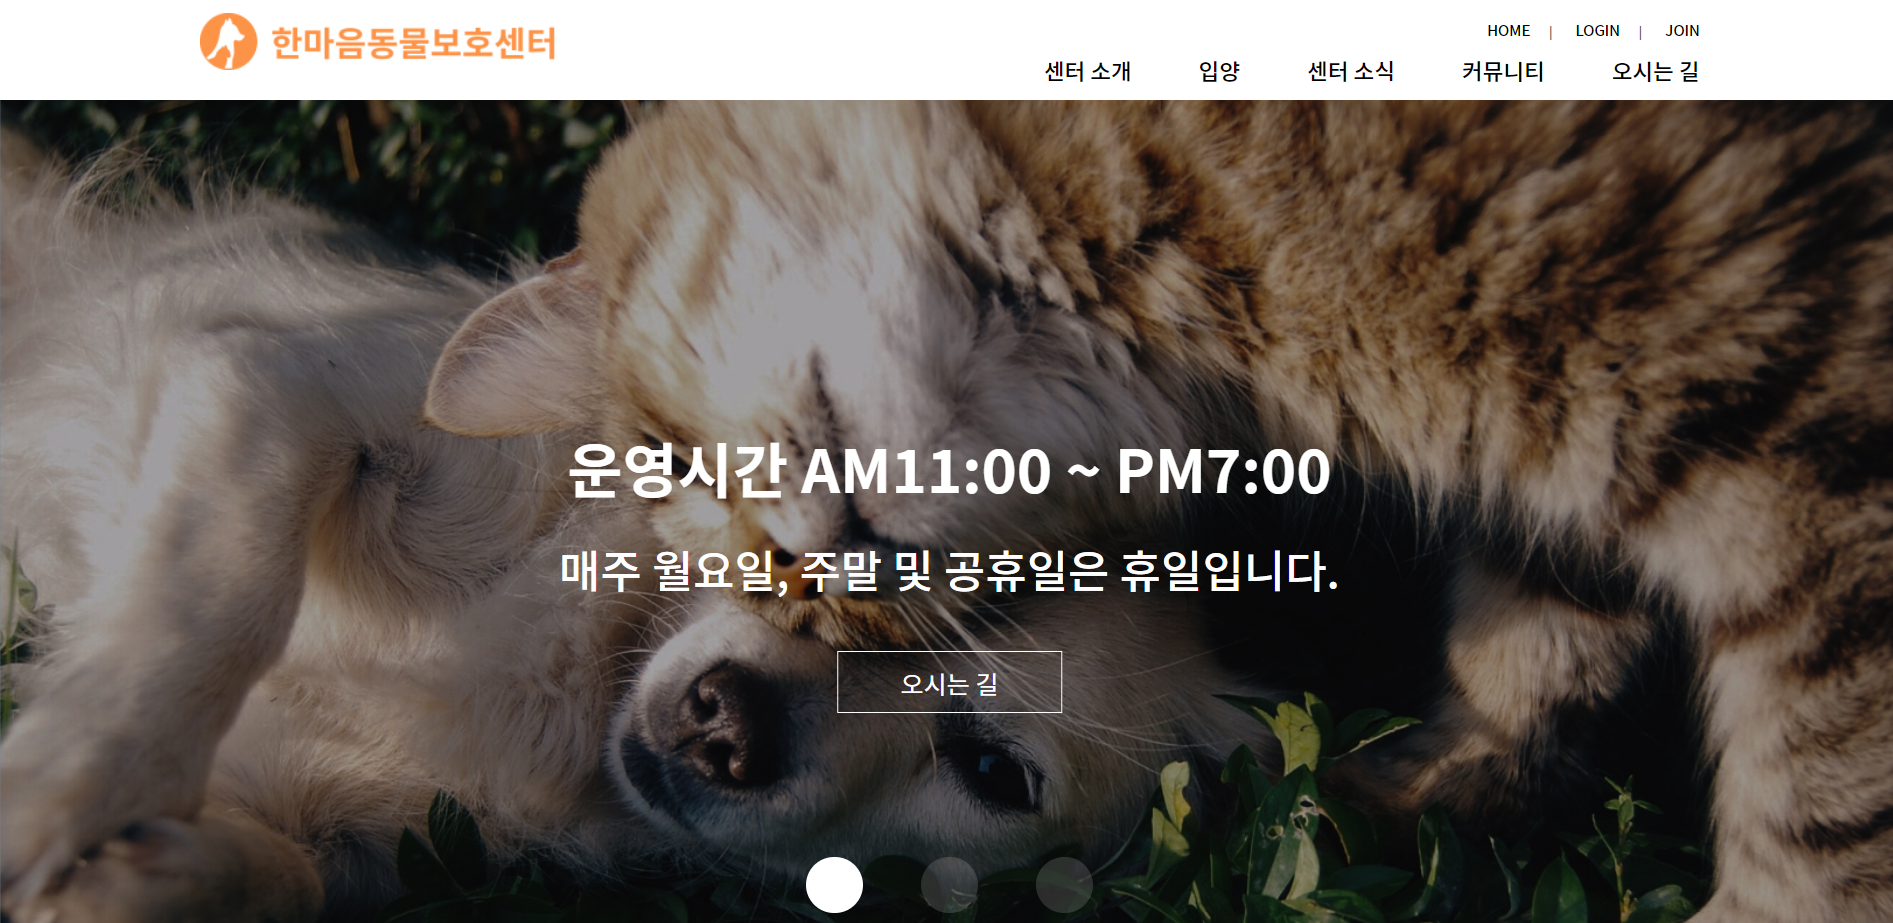 한마음동물보호센터
HOME | LOGIN | JOIN
센터 소개 입양 센터 소식 커뮤니티 오시는 길
운영시간 AM11:00 ~ PM7:00
매주 월요일, 주말 및 공휴일은 휴일입니다.
오시는 길